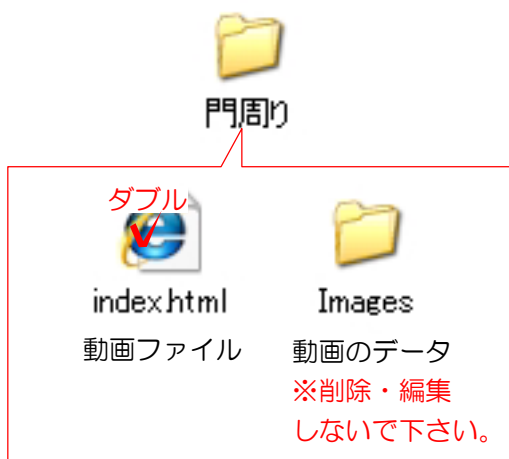 門周り
ダブル
index.html
Images
動画ファイル
動画のデータ
※削除・編集
しないで下さい。